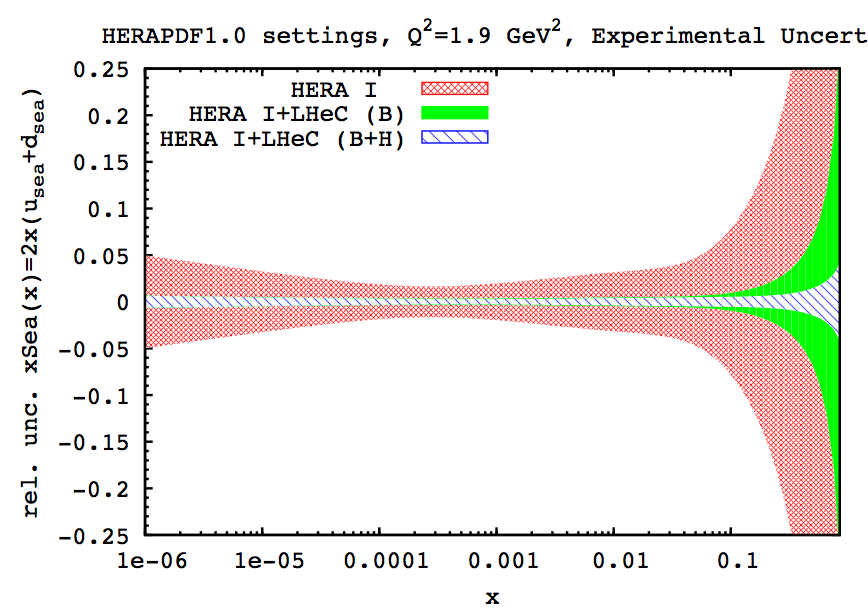 HERAPDF1.0 settings, Q²=1.9 GeV², Experimental Uncert
rel. unc. xSea(x)=2x(u_sea+d_sea)
HERA I
HERA I+LHeC (B)
HERA I+LHeC (B+H)
0.25
0.2
0.15
0.1
0.05
0
-0.05
-0.1
-0.15
-0.2
-0.25
1e-06 1e-05 0.0001 0.001 0.01 0.1
x